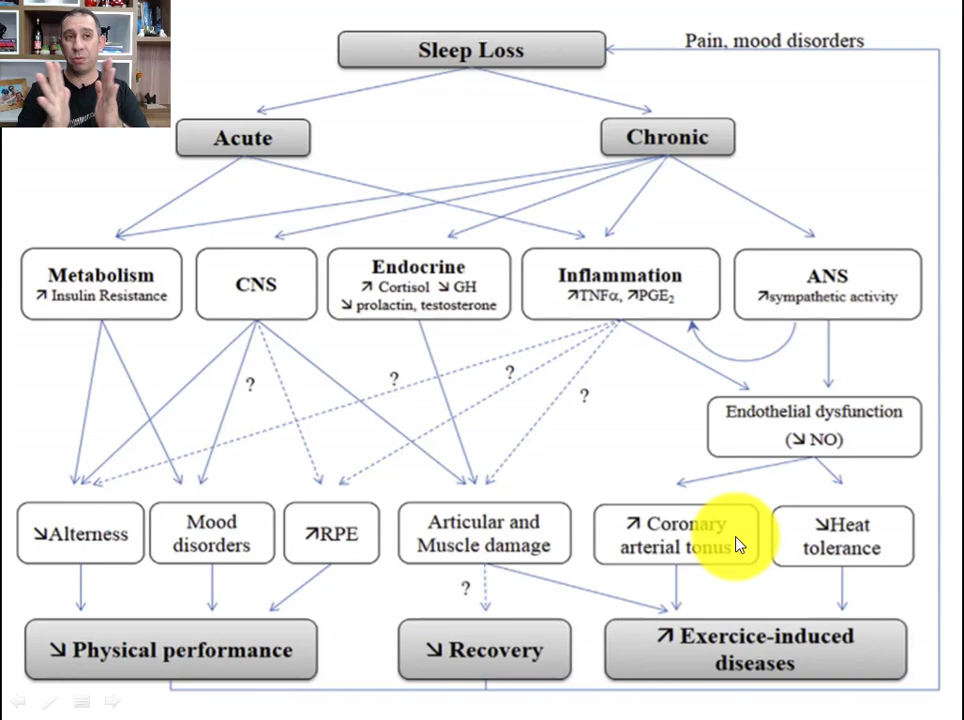 Sleep Loss
Pain, mood disorders
Acute
Chronic
Metabolism
↗ Insulin Resistance
CNS
Endocrine
↗ Cortisol ↘ GH
↘ prolactin, testosterone
Inflammation
↗TNFα, ↗PGE₂
ANS
↗sympathetic activity
?
?
?
?
Endothelial dysfunction
(↘ NO)
↘Alterness
Mood
disorders
↗RPE
Articular and
Muscle damage
↗ Coronary
arterial tonus
↘Heat
tolerance
?
↘ Physical performance
↘ Recovery
↗ Exercice-induced
diseases